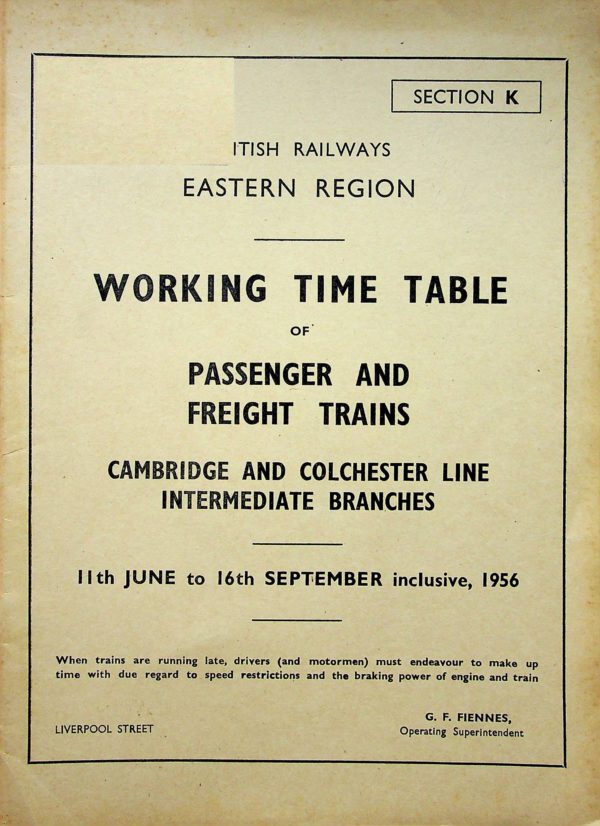 SECTION K
ITISH RAILWAYS
EASTERN REGION
WORKING TIME TABLE
OF
PASSENGER AND
FREIGHT TRAINS
CAMBRIDGE AND COLCHESTER LINE
INTERMEDIATE BRANCHES
11th JUNE to 16th SEPTEMBER inclusive, 1956
When trains are running late, drivers (and motormen) must endeavour to make up
time with due regard to speed restrictions and the braking power of engine and train
G. F. FIENNES,
LIVERPOOL STREET
Operating Superintendent